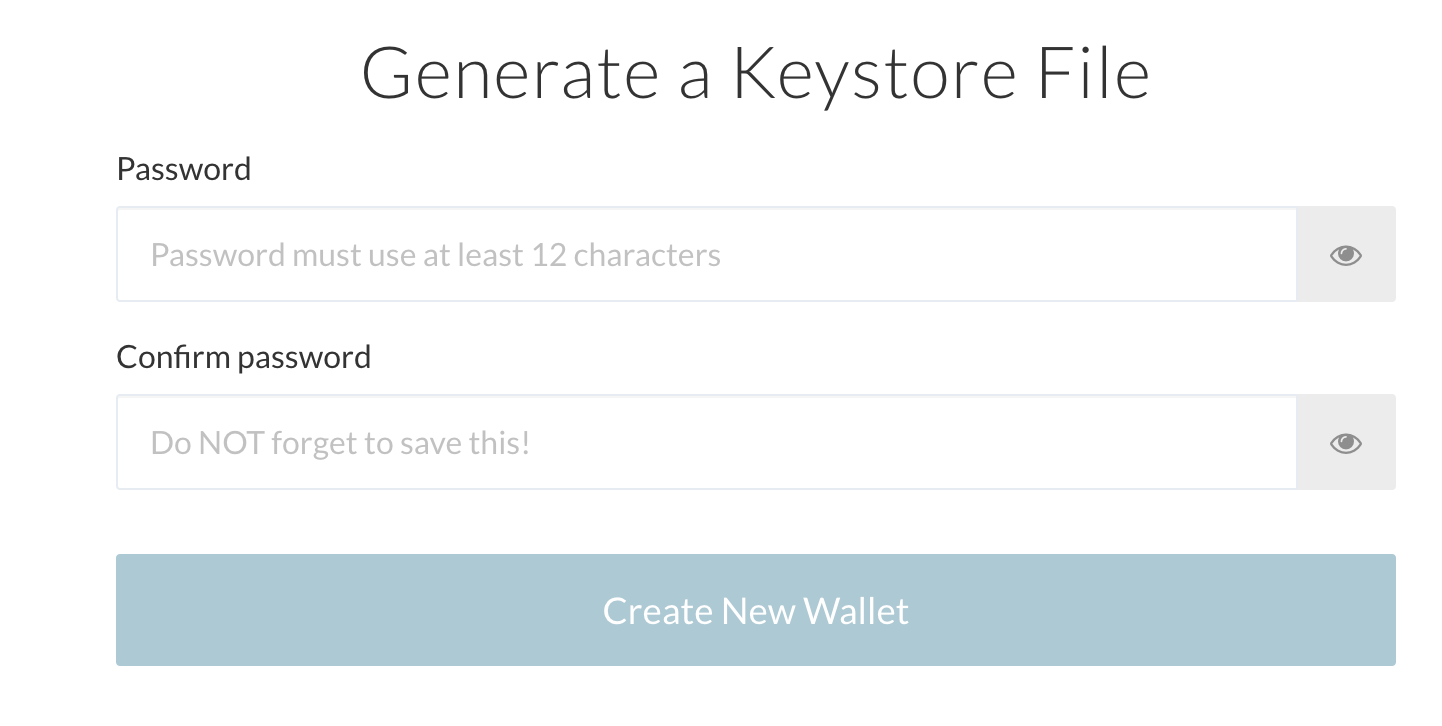 Generate a Keystore File
Password
Password must use at least 12 characters
Confirm password
Do NOT forget to save this!
Create New Wallet